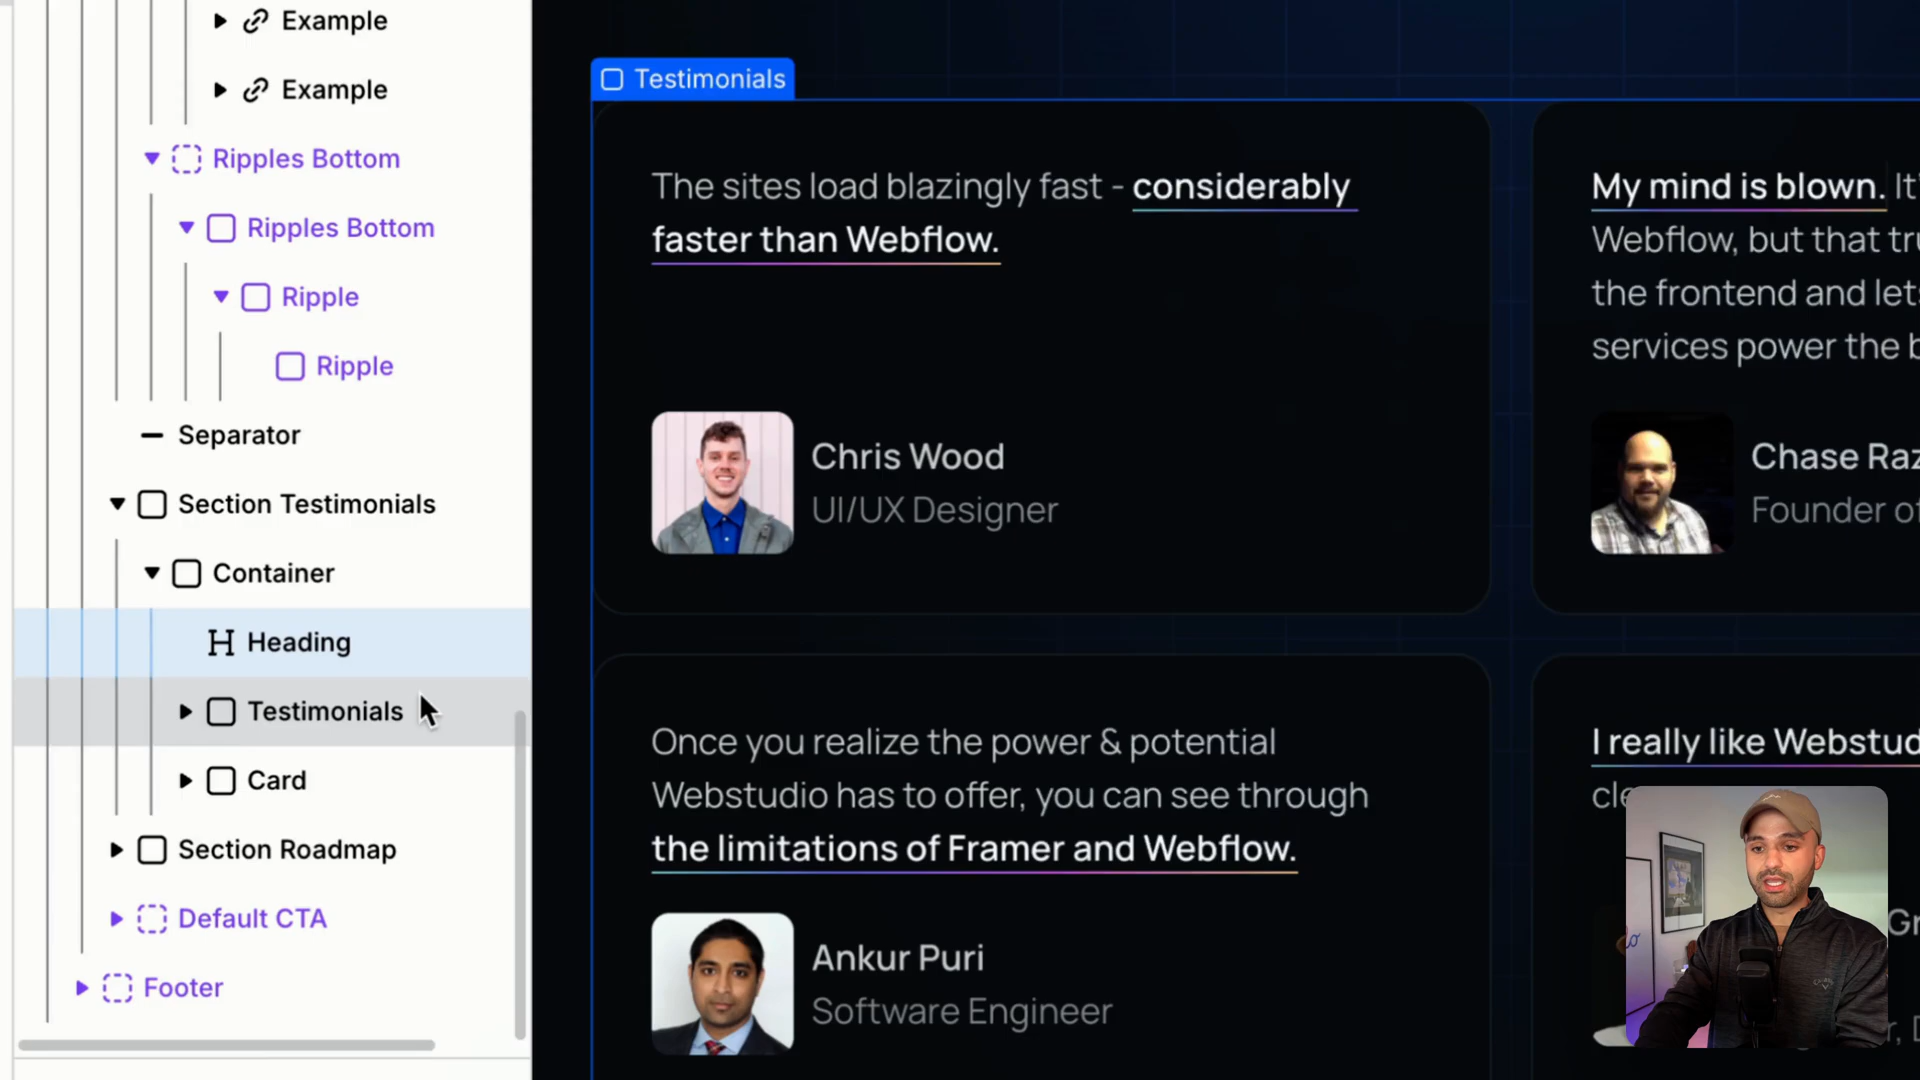 Example
Example
Ripples Bottom
Ripples Bottom
Ripple
Ripple
Separator
Section Testimonials
Container
Heading
Testimonials
Card
Section Roadmap
Default CTA
Footer
Testimonials
The sites load blazingly fast - considerably
faster than Webflow.
Chris Wood
UI/UX Designer
My mind is blown.
Webflow, but that
the frontend and
services power the
Chase
Founder
Once you realize the power & potential
Webstudio has to offer, you can see through
the limitations of Framer and Webflow.
Ankur Puri
Software Engineer
I really like